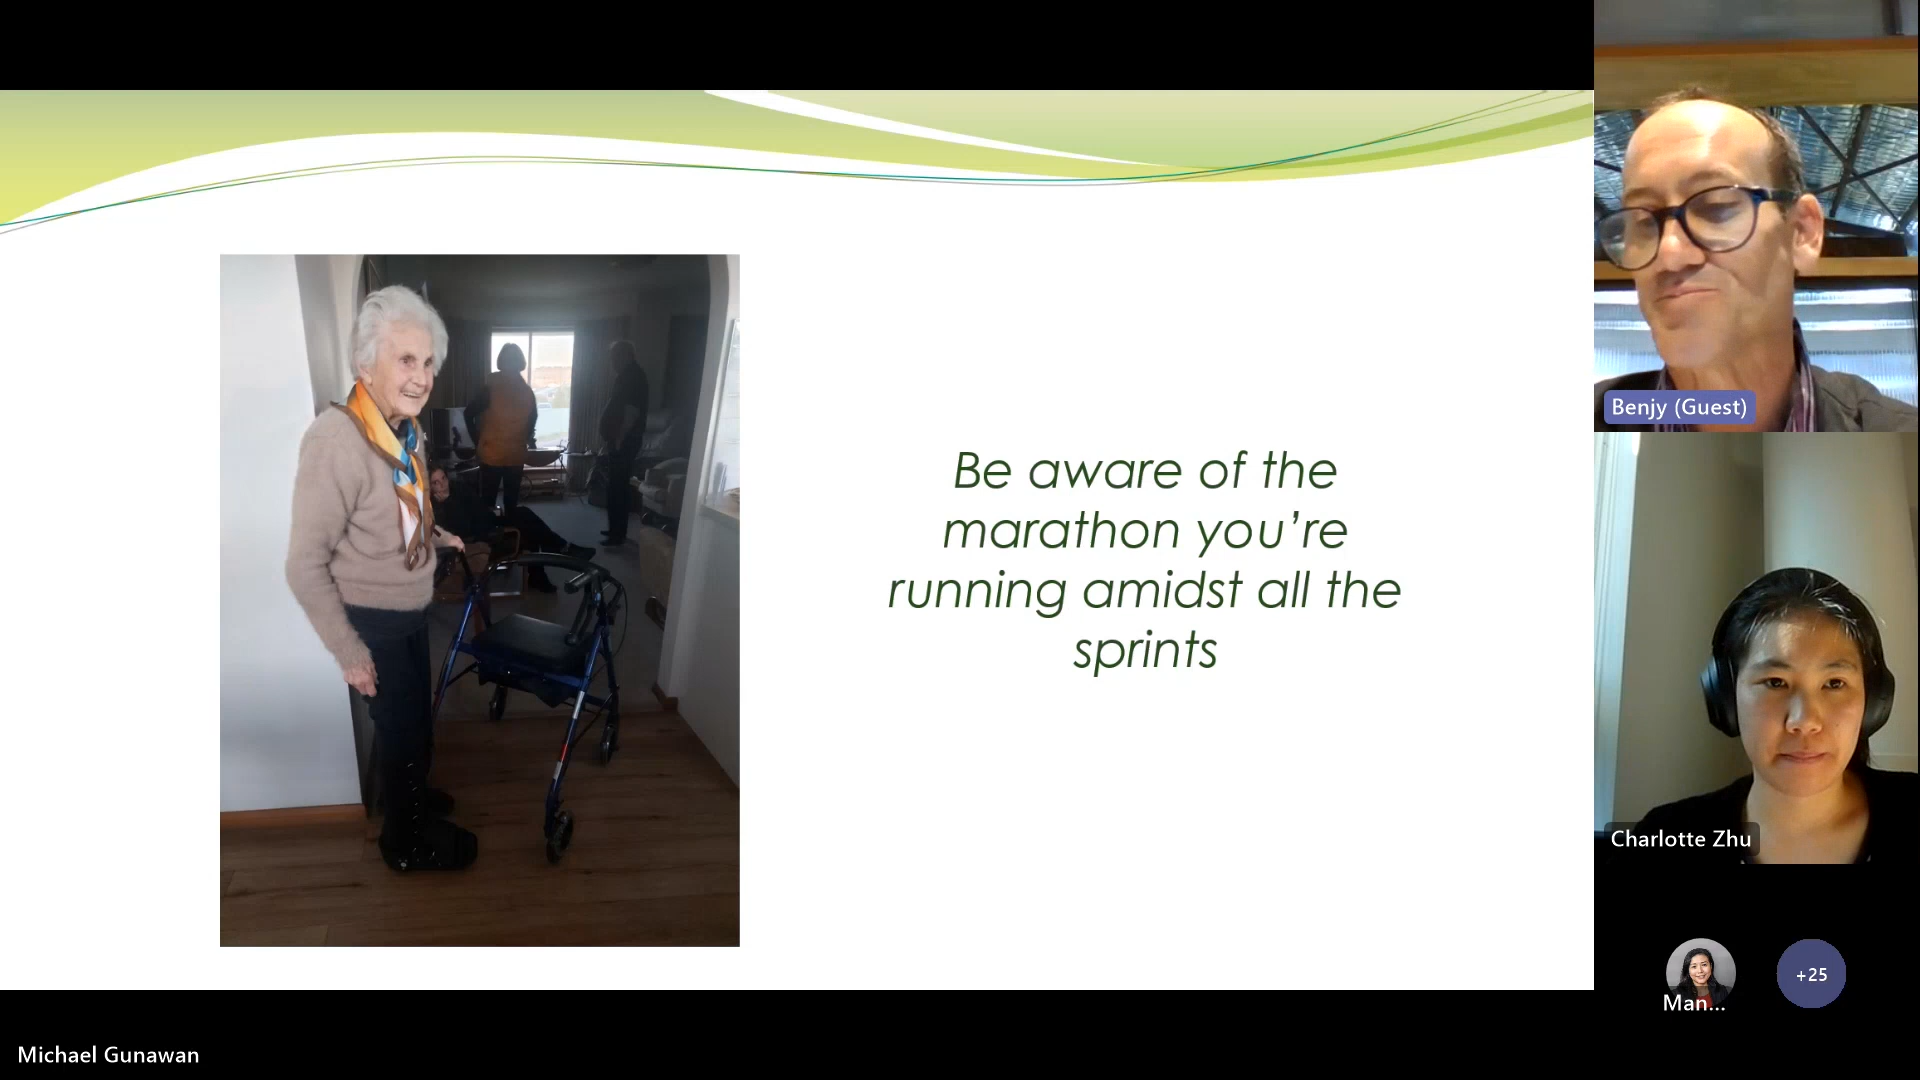 Be aware of the
marathon you're
running amidst all the
sprints
Benjy (Guest)
Charlotte Zhu
Man...
+25
Michael Gunawan